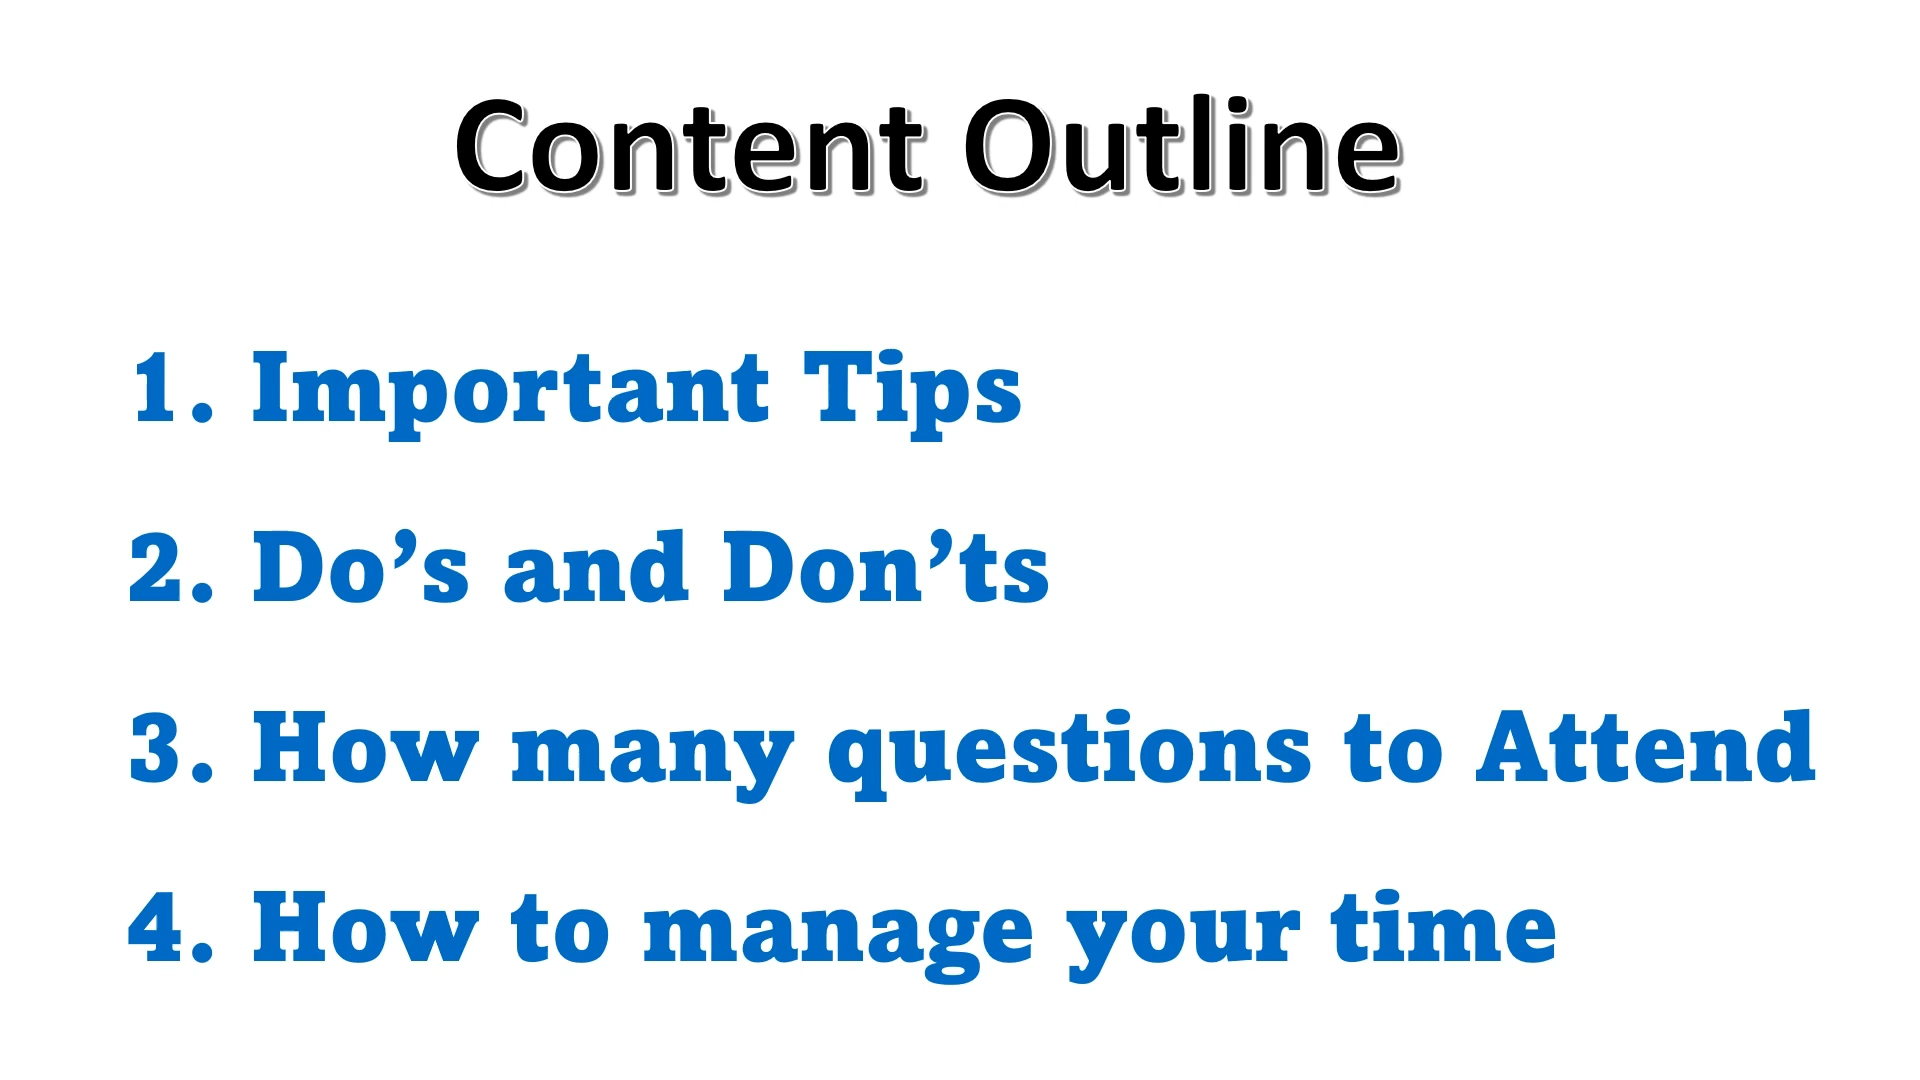 Content Outline
1. Important Tips
2. Do’s and Don’ts
3. How many questions to Attend
4. How to manage your time